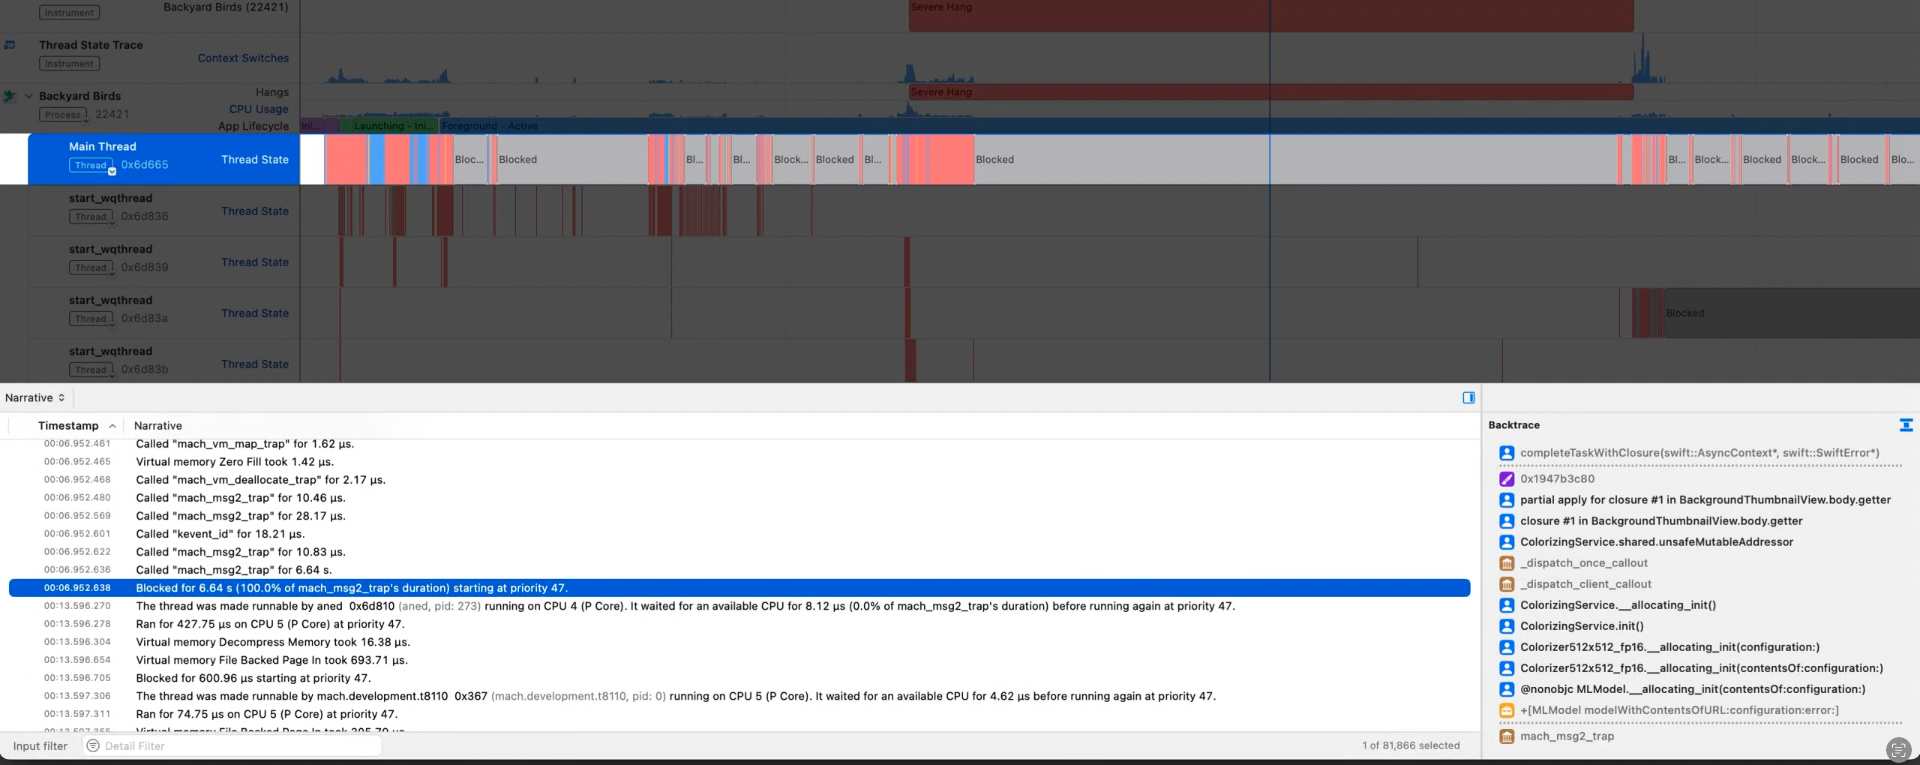 Instrument
Backyard Birds (22421)
Severe Hang
Thread State Trace
Instrument
Context Switches
Backyard Birds
Process
22421
Hangs
CPU Usage
App Lifecycle
Severe Hang
Ini...
Launching - Ini...
Foreground - Active
Main Thread
Thread
0x6d665
Thread State
Bloc...
Blocked
Bl...
Bl...
Block...
Blocked
Bl...
Blocked
Bl...
Block...
Blocked
Block...
Blocked
Blo...
start_wqthread
Thread
0x6d836
Thread State
start_wqthread
Thread
0x6d839
Thread State
start_wqthread
Thread
0x6d83a
Thread State
Blocked
start_wqthread
Thread
0x6d83b
Thread State
Narrative
Timestamp Narrative
00:06.952.461 Called "mach_vm_map_trap" for 1.62 µs.
00:06.952.465 Virtual memory Zero Fill took 1.42 µs.
00:06.952.468 Called "mach_vm_deallocate_trap" for 2.17 µs.
00:06.952.480 Called "mach_msg2_trap" for 10.46 µs.
00:06.952.569 Called "mach_msg2_trap" for 28.17 µs.
00:06.952.601 Called "kevent_id" for 18.21 µs.
00:06.952.622 Called "mach_msg2_trap" for 10.83 µs.
00:06.952.636 Called "mach_msg2_trap" for 6.64 s.
00:06.952.638 Blocked for 6.64 s (100.0% of mach_msg2_trap's duration) starting at priority 47.
00:13.596.270 The thread was made runnable by aned 0x6d810 (aned, pid: 273) running on CPU 4 (P Core). It waited for an available CPU for 8.12 µs (0.0% of mach_msg2_trap's duration) before running again at priority 47.
00:13.596.278 Ran for 427.75 µs on CPU 5 (P Core) at priority 47.
00:13.596.304 Virtual memory Decompress Memory took 16.38 µs.
00:13.596.654 Virtual memory File Backed Page In took 693.71 µs.
00:13.596.705 Blocked for 600.96 µs starting at priority 47.
00:13.597.306 The thread was made runnable by mach.development.t8110 0x367 (mach.development.t8110, pid: 0) running on CPU 5 (P Core). It waited for an available CPU for 4.62 µs before running again at priority 47.
00:13.597.311 Ran for 74.75 µs on CPU 5 (P Core) at priority 47.
Virtual memory File Backed Page In took
Input filter
Detail Filter
1 of 81,866 selected
Backtrace
completeTaskWithClosure(swift::AsyncContext*, swift::SwiftError*)
0x1947b3c80
partial apply for closure #1 in BackgroundThumbnailView.body.getter
closure #1 in BackgroundThumbnailView.body.getter
ColorizingService.shared.unsafeMutableAddressor
_dispatch_once_callout
_dispatch_client_callout
ColorizingService.__allocating_init()
ColorizingService.init()
Colorizer512x512_fp16.__allocating_init(configuration:)
Colorizer512x512_fp16.__allocating_init(contentsOf:configuration:)
@nonobjc MLModel.__allocating_init(contentsOf:configuration:)
+[MLModel modelWithContentsOfURL:configuration:error:]
mach_msg2_trap